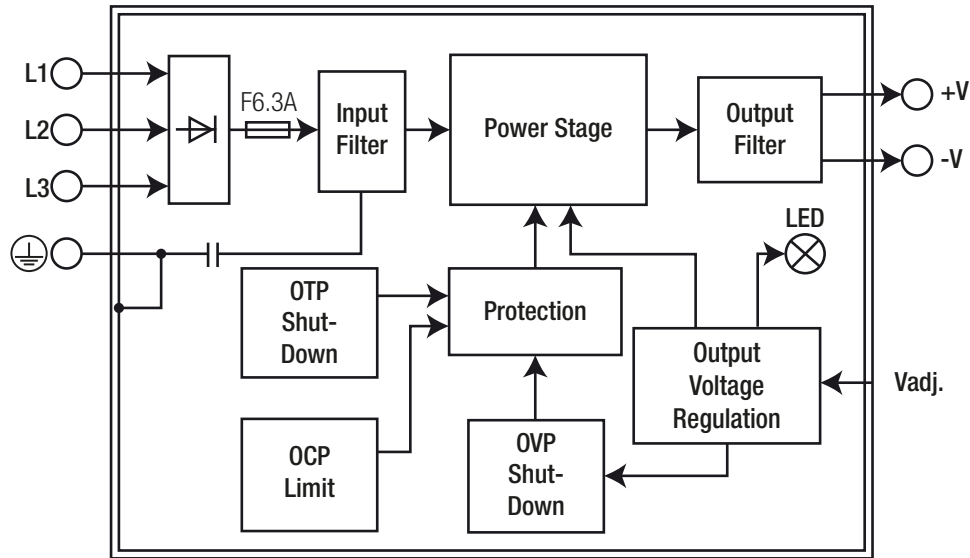 L1
L2
L3
F6.3A
Input
Filter
Power Stage
Output
Filter
+V
-V
LED
OTP
Shut-
Down
Protection
Output
Voltage
Regulation
Vadj.
OCP
Limit
OVP
Shut-
Down